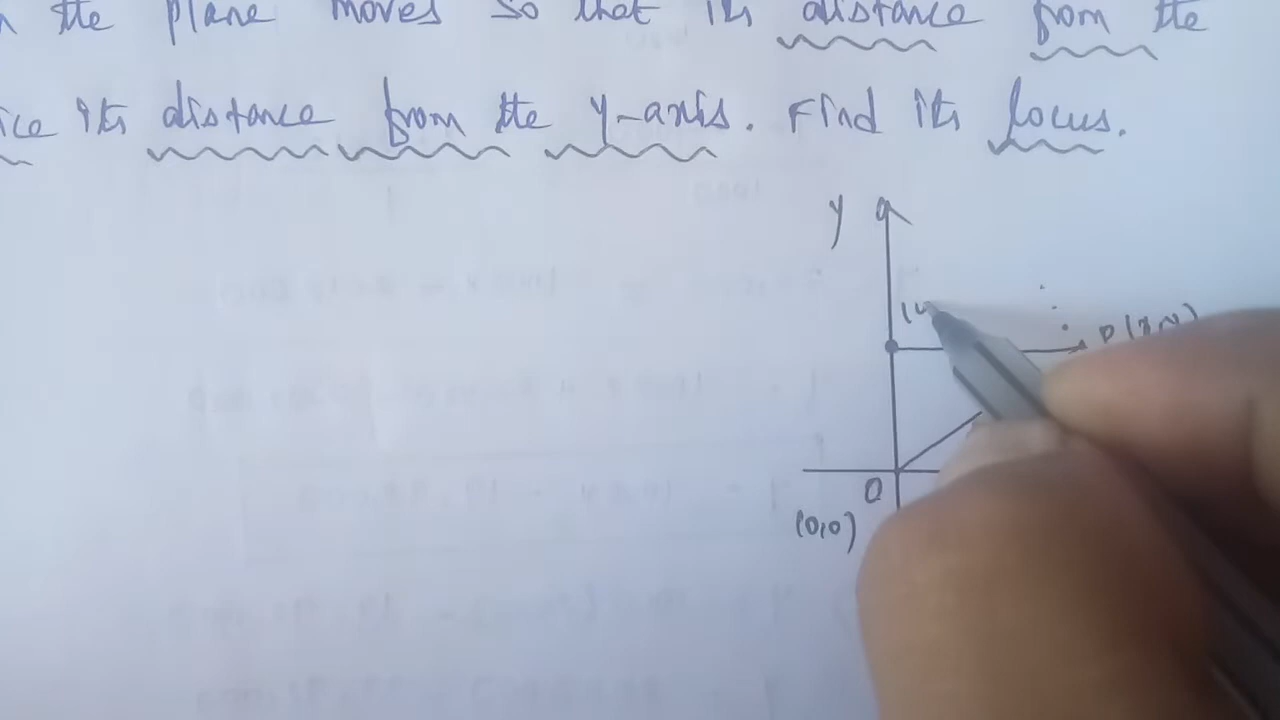 the plane moves so that its distance from the
its distance from the y-axis. Find its locus.
y
P(x,y)
O
(0,0)